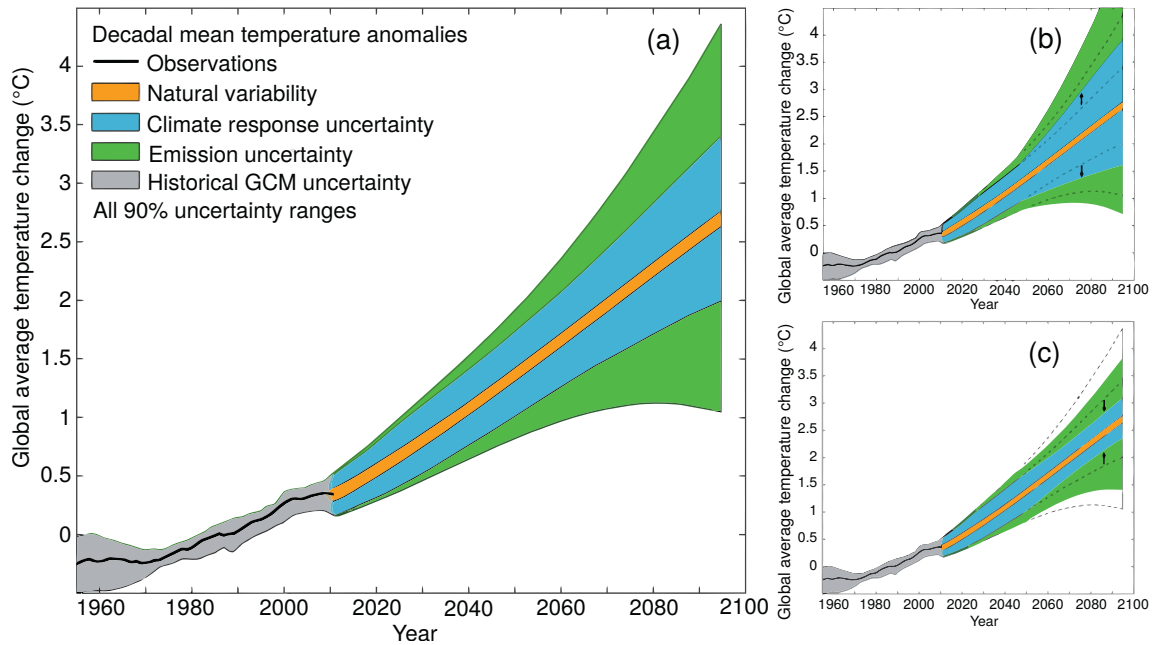 Decadal mean temperature anomalies
Observations
Natural variability
Climate response uncertainty
Emission uncertainty
Historical GCM uncertainty
All 90% uncertainty ranges
(a)
Global average temperature change (°C)
4
3.5
3
2.5
2
1.5
1
0.5
0
1960 1980 2000 2020 2040 2060 2080 2100
Year
(b)
Global average temperature change (°C)
4
3.5
3
2.5
2
1.5
1
0.5
0
1960 1980 2000 2020 2040 2060 2080 2100
Year
(c)
Global average temperature change (°C)
4
3.5
3
2.5
2
1.5
1
0.5
0
1960 1980 2000 2020 2040 2060 2080 2100
Year